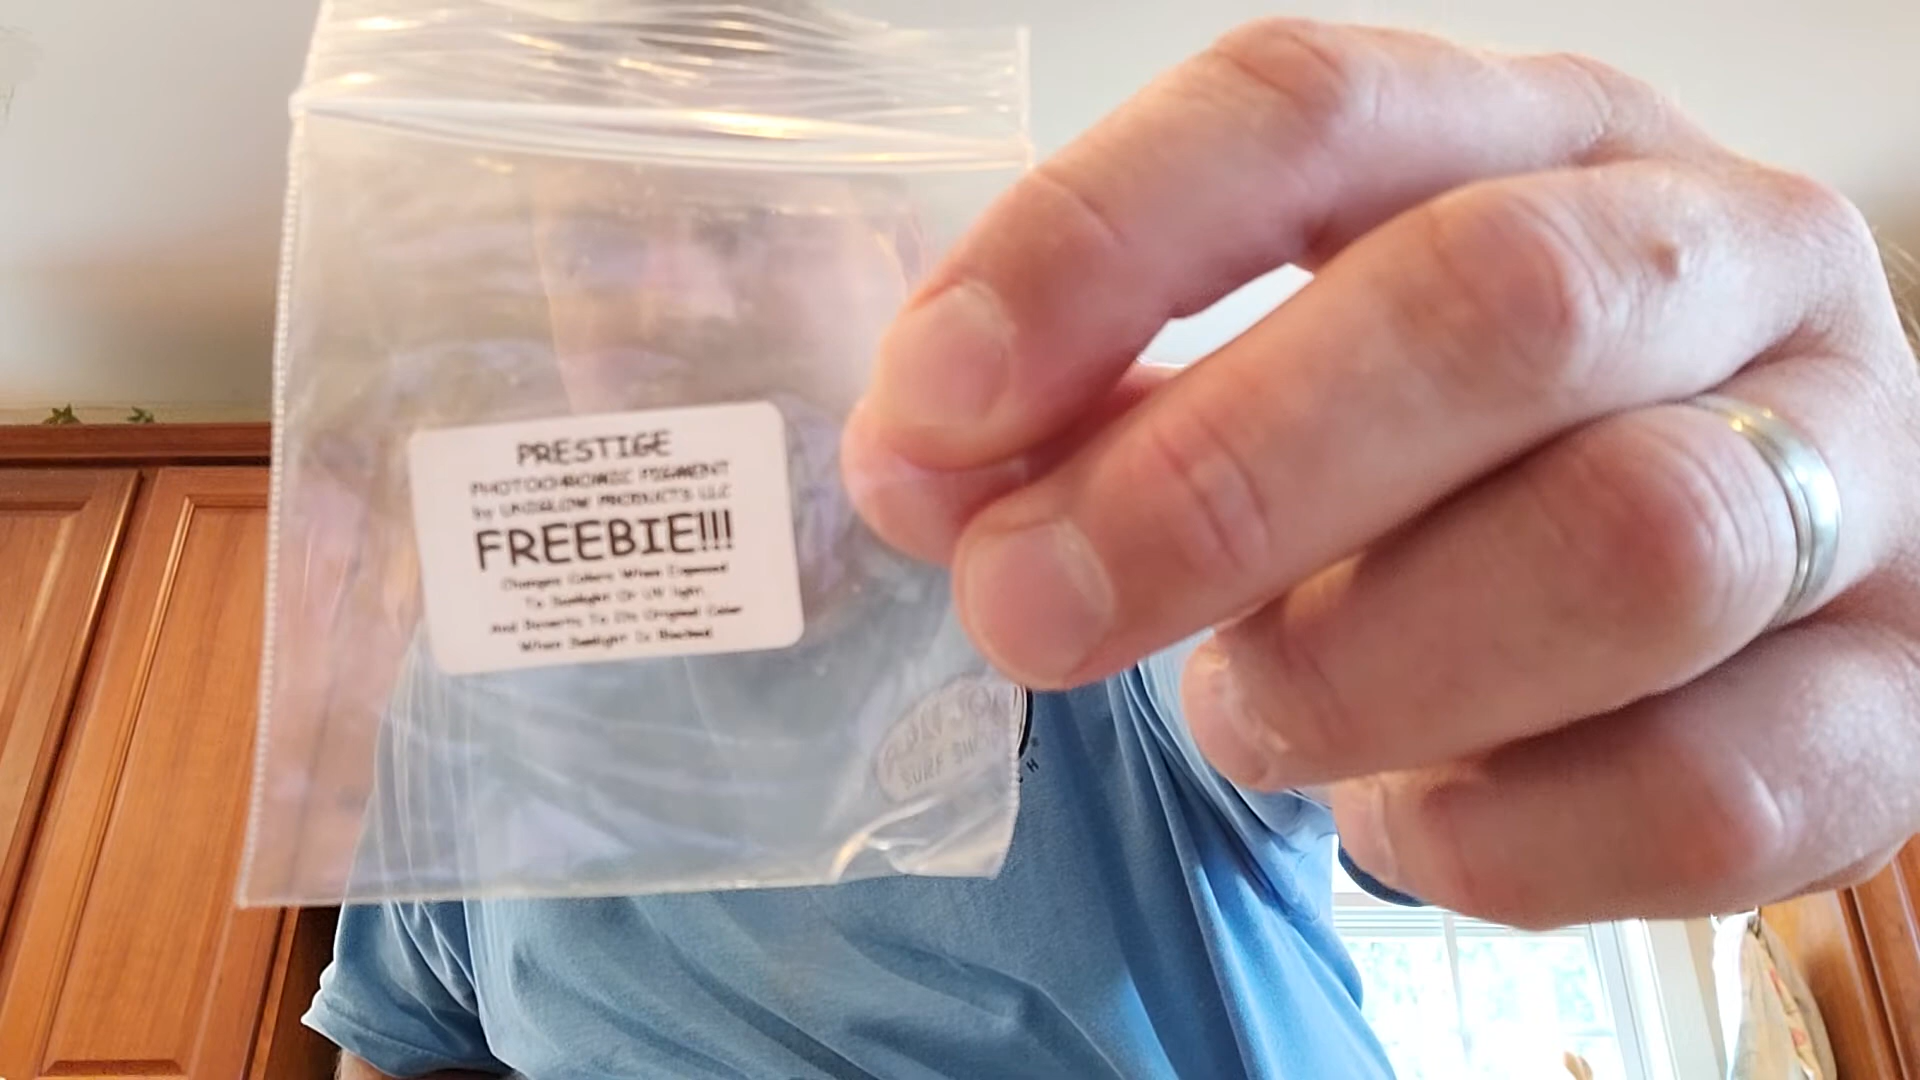 PRESTIGE
PHOTOCHROMIC PIGMENT
by UNIGLOW PRODUCTS LLC
FREEBIE!!!
Changes Colors When Exposed
To Sunlight Or UV light
And Reverts To Its Original Color
When Sunlight Is Blocked
SURF